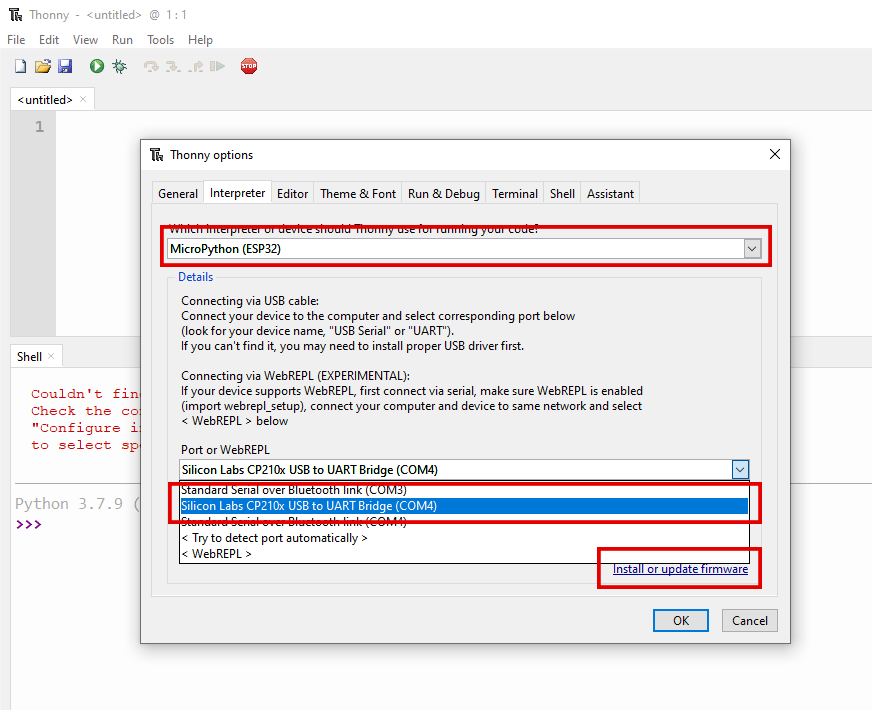 Thonny - <untitled> @ 1:1
File Edit View Run Tools Help
STOP
<untitled> ×
1
Thonny options
General Interpreter Editor Theme & Font Run & Debug Terminal Shell Assistant
Which interpreter or device should Thonny use for running your code?
MicroPython (ESP32)
Details
Connecting via USB cable:
Connect your device to the computer and select corresponding port below
(look for your device name, "USB Serial" or "UART").
If you can't find it, you may need to install proper USB driver first.
Connecting via WebREPL (EXPERIMENTAL):
If your device supports WebREPL, first connect via serial, make sure WebREPL is enabled
(import webrepl_setup), connect your computer and device to same network and select
< WebREPL > below
Port or WebREPL
Silicon Labs CP210x USB to UART Bridge (COM4)
Standard Serial over Bluetooth link (COM3)
Silicon Labs CP210x USB to UART Bridge (COM4)
Standard Serial over Bluetooth link (COM4)
< Try to detect port automatically >
< WebREPL >
Install or update firmware
OK Cancel
Shell ×
Couldn't
Check the
"Configure
to select
Python 3.7.9 (
>>>